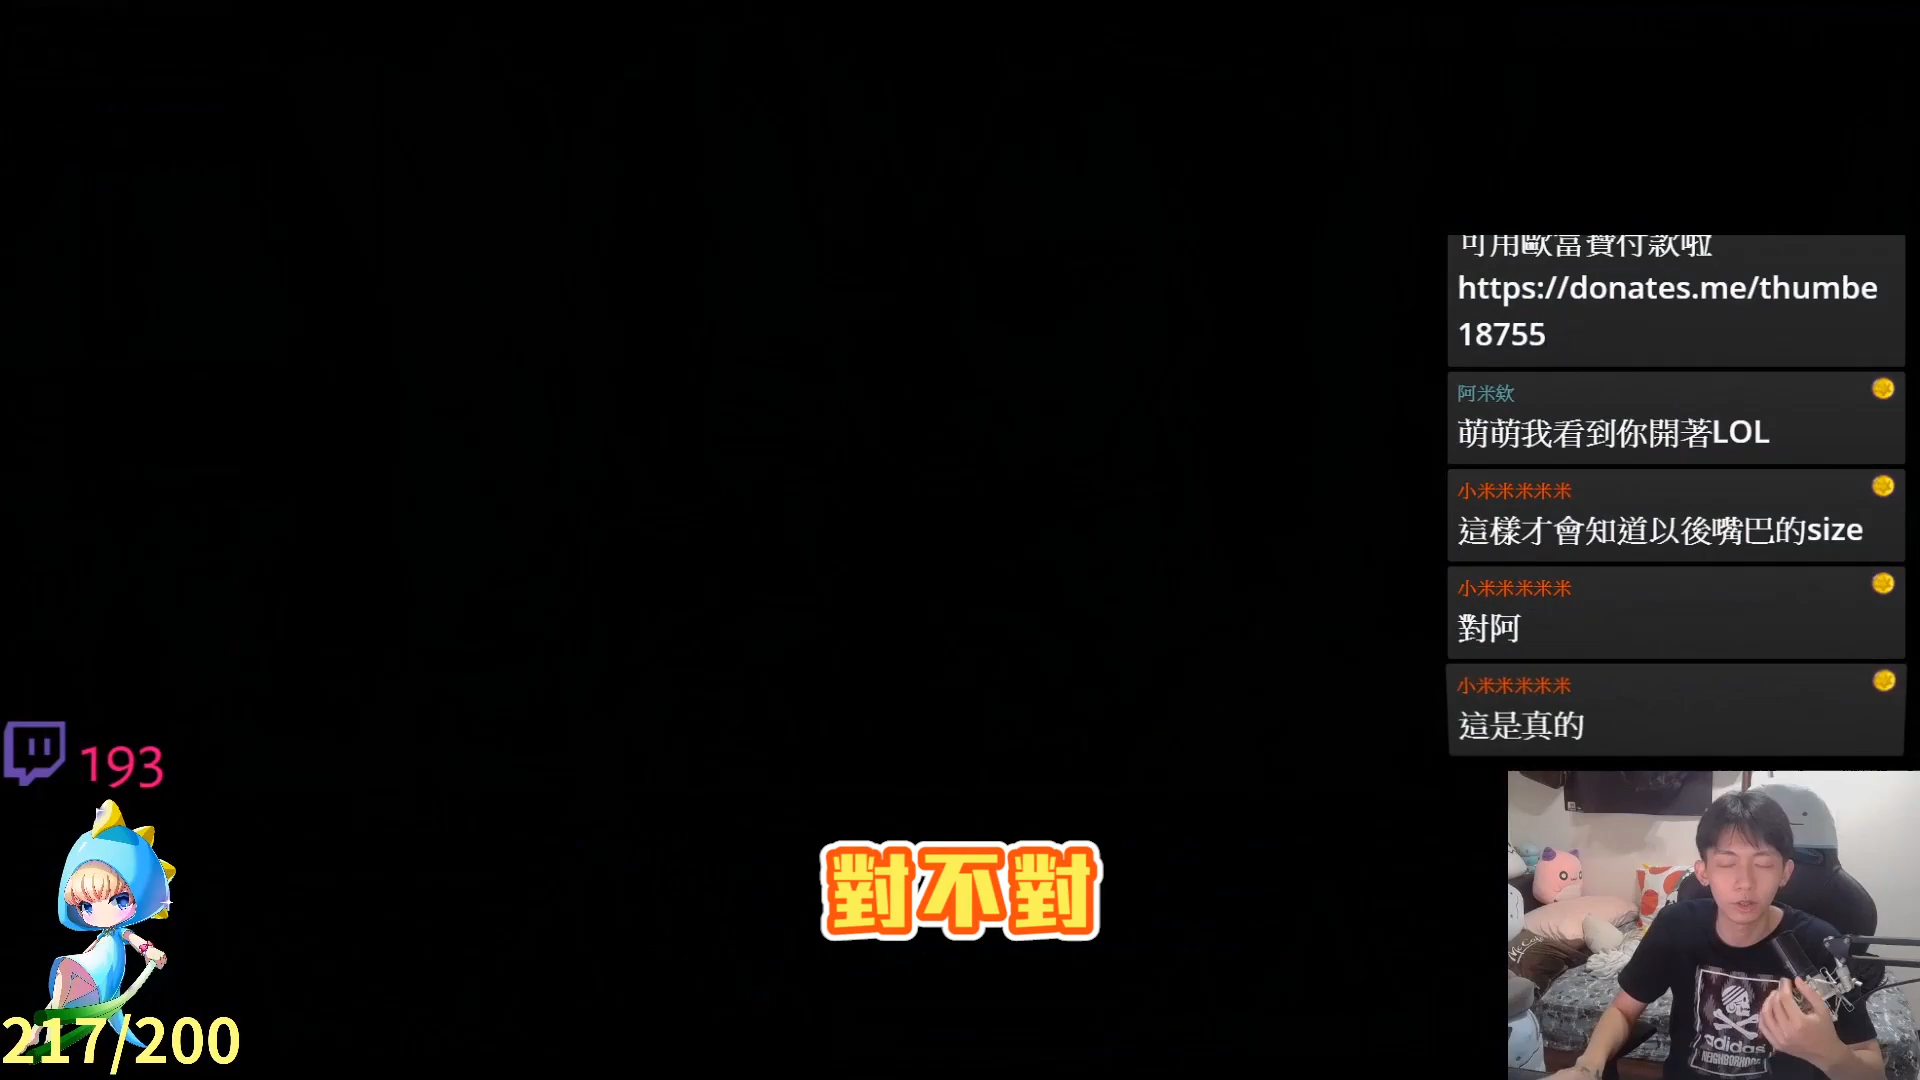 可用歐富寶付款啦
https://donates.me/thumbe
18755
阿米欸
萌萌我看到你開著LOL
小米米米米米
這樣才會知道以後嘴巴的size
小米米米米米
對阿
小米米米米米
這是真的
193
對不對
217/200
adidas
NEIGHBORHOOD